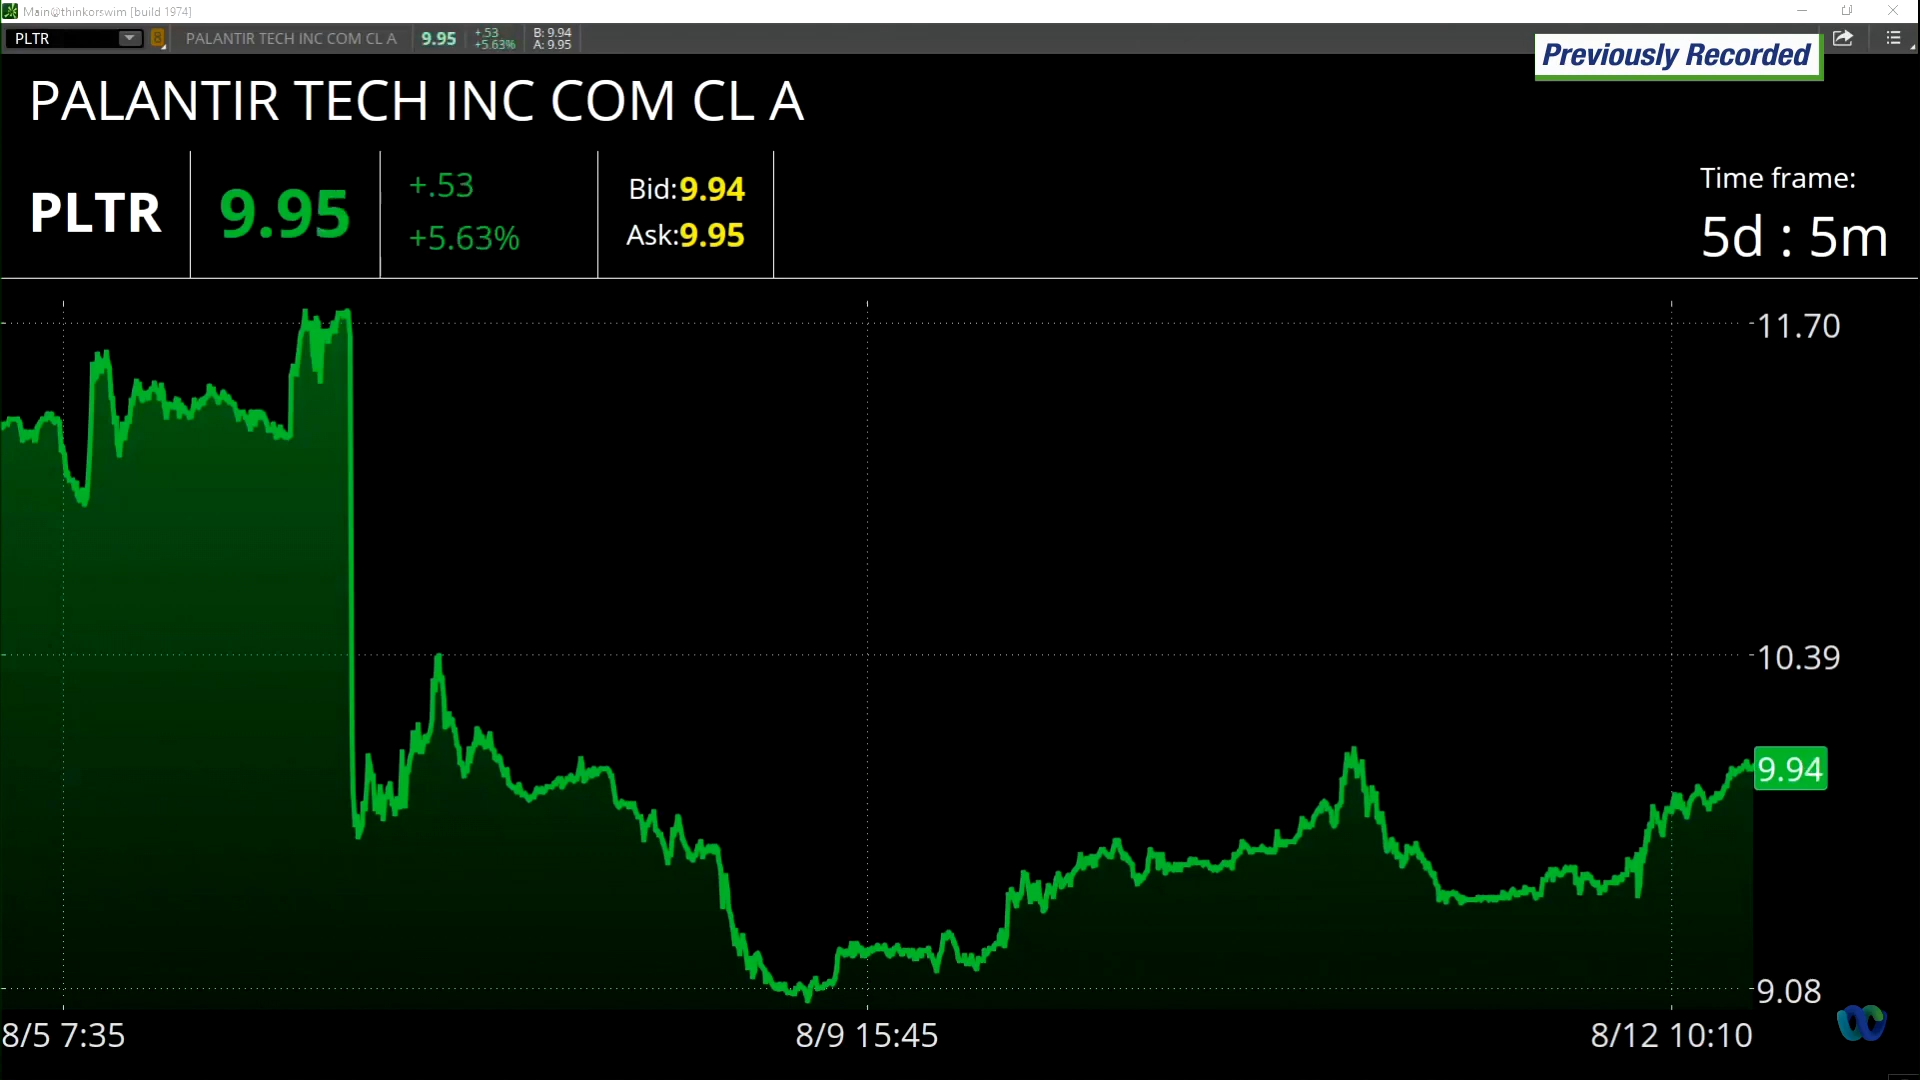 Main@thinkorswim [build 1974]
PLTR
8
PALANTIR TECH INC COM CL A
9.95
+.53
+5.63%
B: 9.94
A: 9.95
Previously Recorded
PALANTIR TECH INC COM CL A
PLTR
9.95
+.53
+5.63%
Bid:9.94
Ask:9.95
Time frame:
5d : 5m
11.70
10.39
9.94
9.08
8/5 7:35
8/9 15:45
8/12 10:10